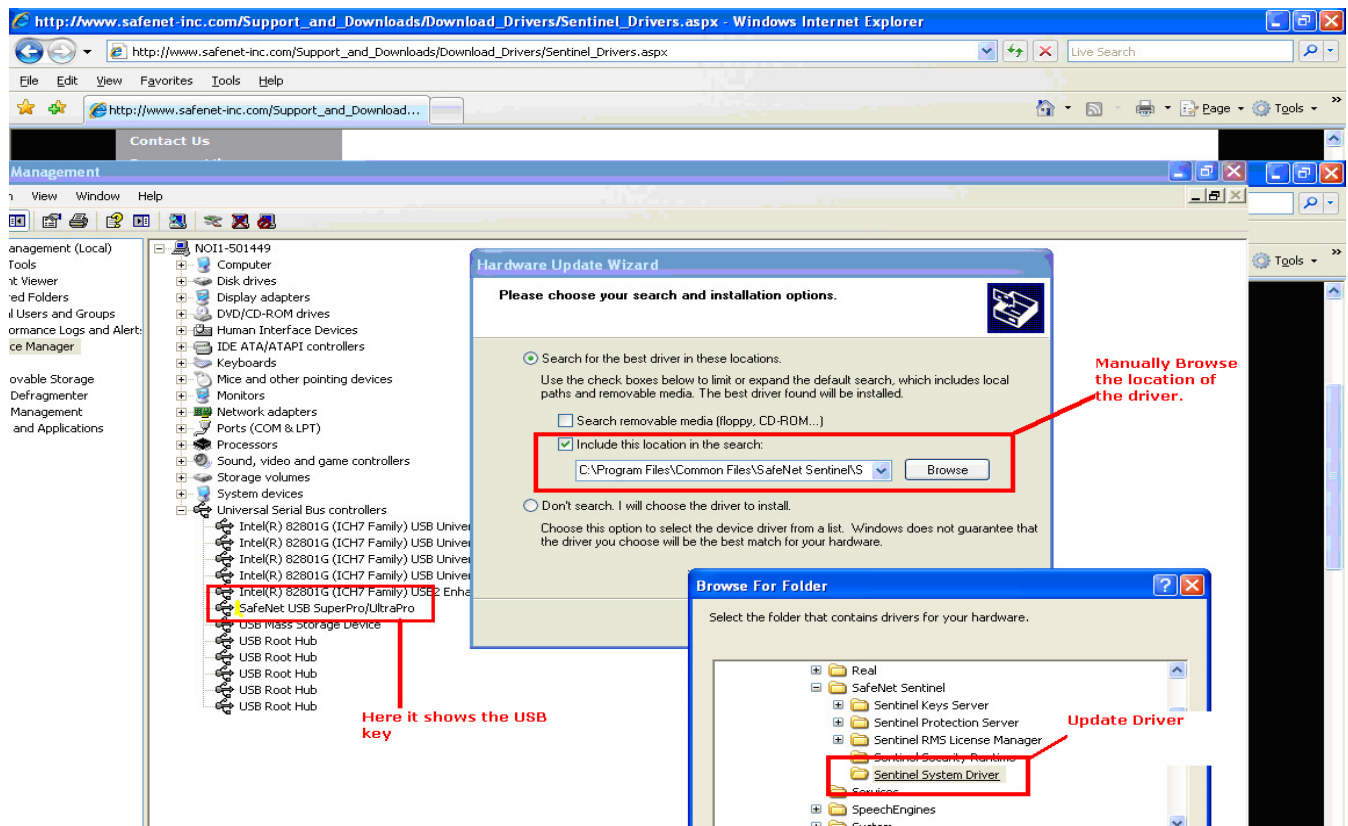 http://www.safenet-inc.com/Support_and_Downloads/Download_Drivers/Sentinel_Drivers.aspx - Windows Internet Explorer
http://www.safenet-inc.com/Support_and_Downloads/Download_Drivers/Sentinel_Drivers.aspx
Live Search
File Edit View Favorites Tools Help
http://www.safenet-inc.com/Support_and_Download...
Page Tools
Contact Us
Management
View Window Help
anagement (Local)
Tools
nt Viewer
red Folders
l Users and Groups
ormance Logs and Alert:
ce Manager
ovable Storage
Defragmenter
Management
and Applications
NOI1-501449
Computer
Disk drives
Display adapters
DVD/CD-ROM drives
Human Interface Devices
IDE ATA/ATAPI controllers
Keyboards
Mice and other pointing devices
Monitors
Network adapters
Ports (COM & LPT)
Processors
Sound, video and game controllers
Storage volumes
System devices
Universal Serial Bus controllers
Intel(R) 82801G (ICH7 Family) USB Univer
Intel(R) 82801G (ICH7 Family) USB Univer
Intel(R) 82801G (ICH7 Family) USB Univer
Intel(R) 82801G (ICH7 Family) USB Univer
Intel(R) 82801G (ICH7 Family) USB2 Enha
SafeNet USB SuperPro/UltraPro
USB Mass Storage Device
USB Root Hub
USB Root Hub
USB Root Hub
USB Root Hub
USB Root Hub
Here it shows the USB
key
Tools
Hardware Update Wizard
Please choose your search and installation options.
Search for the best driver in these locations.
Use the check boxes below to limit or expand the default search, which includes local
paths and removable media. The best driver found will be installed.
Search removable media (floppy, CD-ROM...)
Include this location in the search:
C:\Program Files\Common Files\SafeNet Sentinel\S
Browse
Don't search. I will choose the driver to install.
Choose this option to select the device driver from a list. Windows does not guarantee that
the driver you choose will be the best match for your hardware.
Manually Browse
the location of
the driver.
Browse For Folder
Select the folder that contains drivers for your hardware.
Real
SafeNet Sentinel
Sentinel Keys Server
Sentinel Protection Server
Sentinel RMS License Manager
Sentinel Security Runtime
Sentinel System Driver
Services
SpeechEngines
System
Update Driver